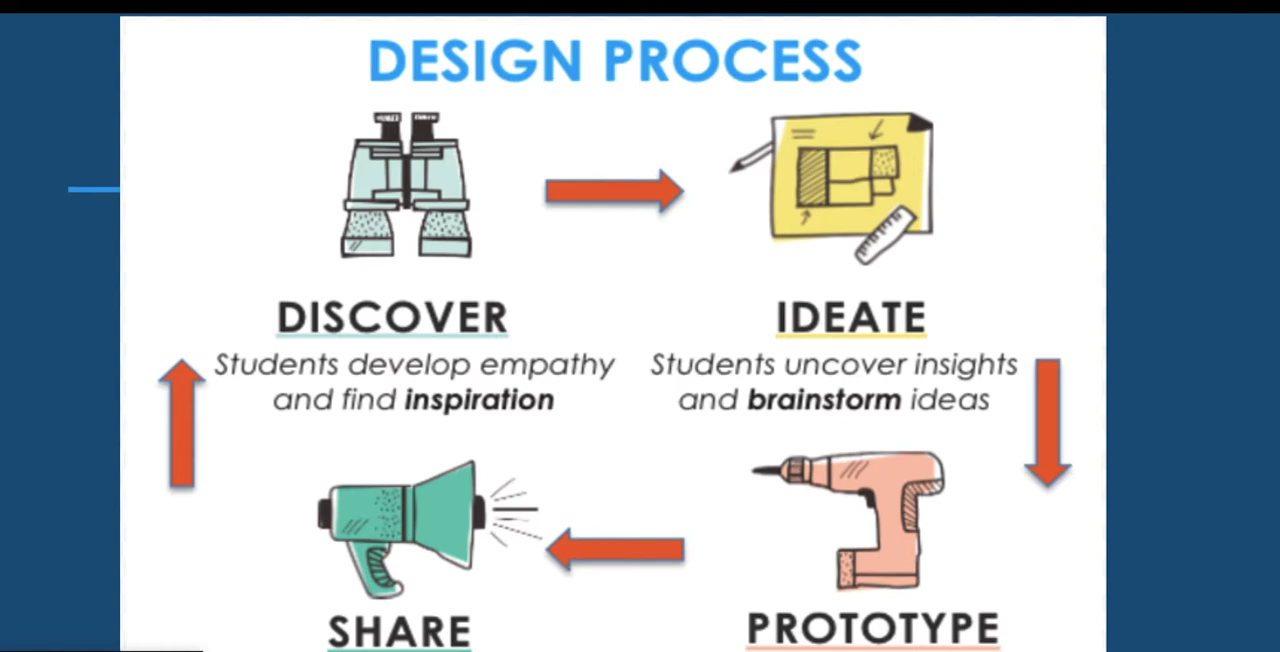 DESIGN PROCESS
DISCOVER
Students develop empathy
and find inspiration
IDEATE
Students uncover insights
and brainstorm ideas
SHARE
PROTOTYPE